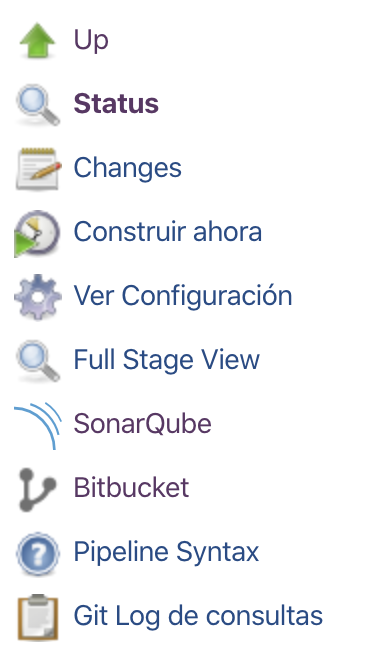 Up
Status
Changes
Construir ahora
Ver Configuración
Full Stage View
SonarQube
Bitbucket
Pipeline Syntax
Git Log de consultas